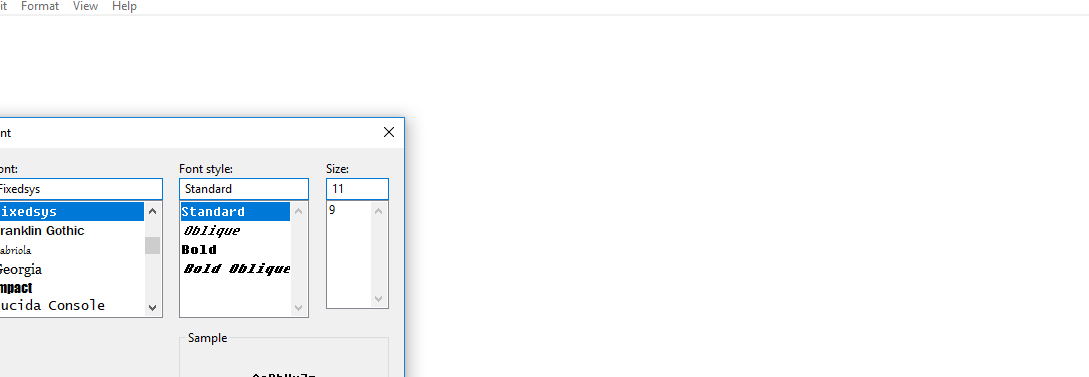 it Format View Help
nt
ont: Font style: Size:
Fixedsys Standard 11
ixedsys Standard 9
ranklin Gothic Oblique
abriola Bold
Georgia Bold Oblique
mpact
ucida Console
Sample